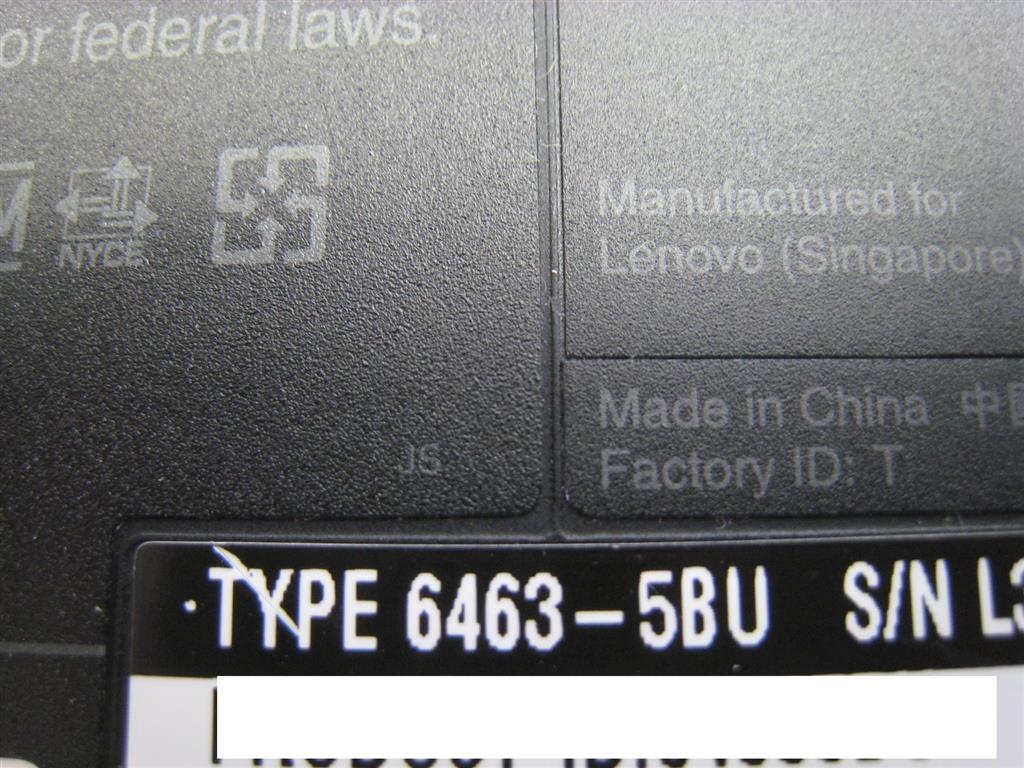 or federal laws.
NYCE
Manufactured for
Lenovo (Singapore)
JS
Made in China 中國
Factory ID: T
TYPE 6463-5BU S/N L3